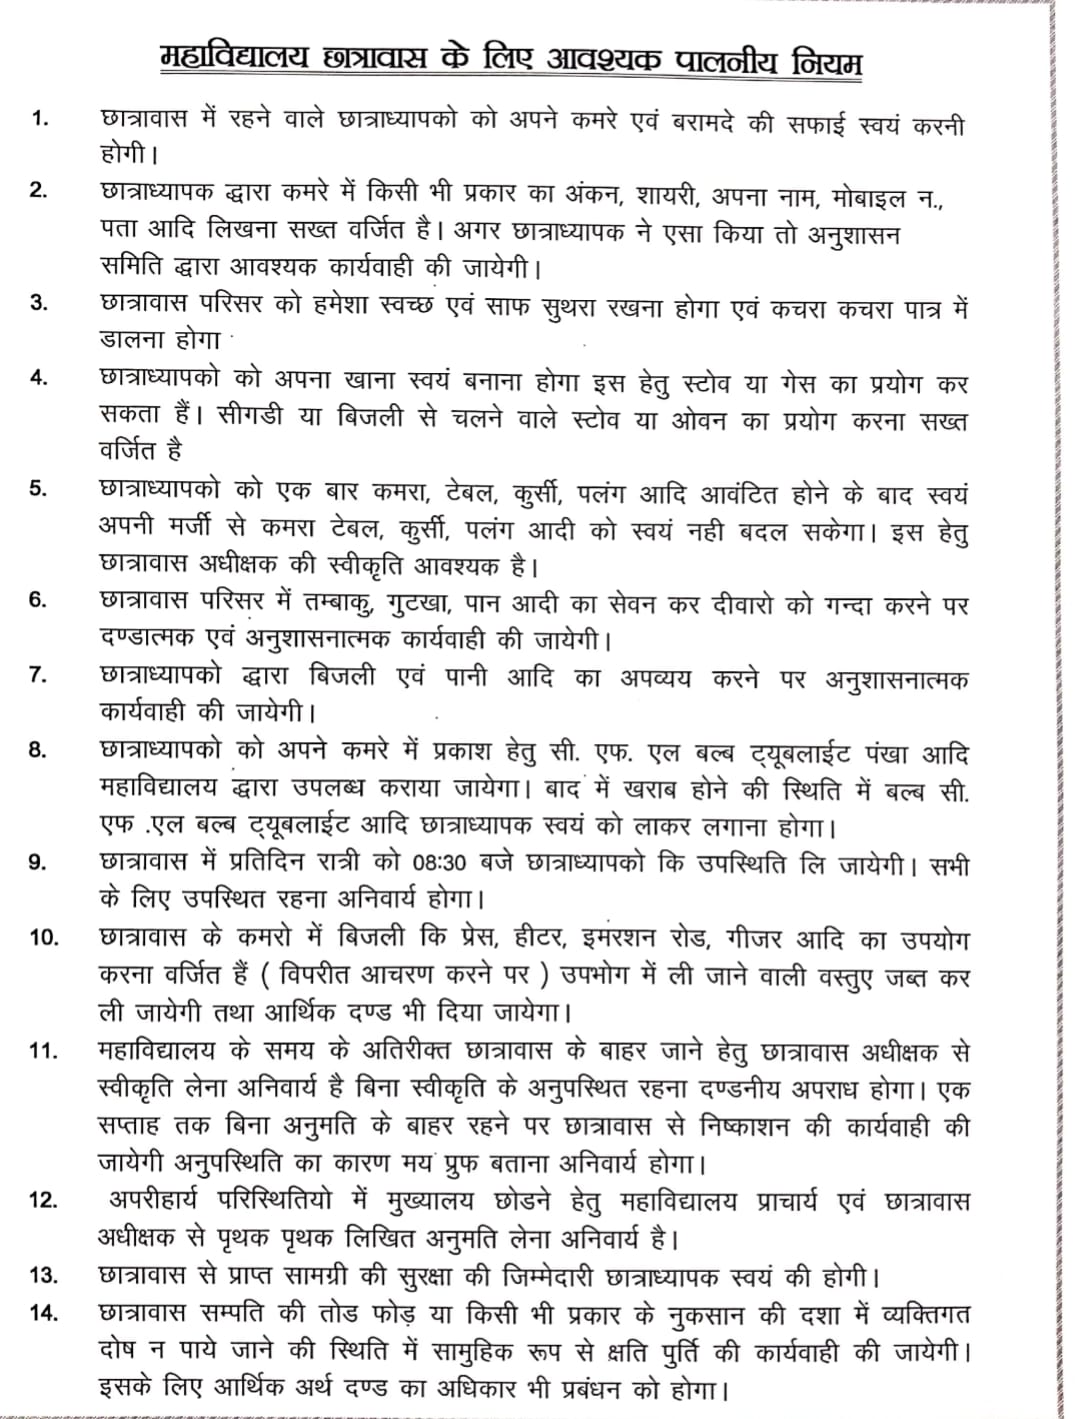 महाविद्यालय छात्रावास के लिए आवश्यक पालनीय नियम
1. छात्रावास में रहने वाले छात्राध्यापको को अपने कमरे एवं बरामदे की सफाई स्वयं करनी
होगी।
2. छात्राध्यापक द्वारा कमरे में किसी भी प्रकार का अंकन, शायरी, अपना नाम, मोबाइल न.,
पता आदि लिखना सख्त वर्जित है। अगर छात्राध्यापक ने एसा किया तो अनुशासन
समिति द्वारा आवश्यक कार्यवाही की जायेगी।
3. छात्रावास परिसर को हमेशा स्वच्छ एवं साफ सुथरा रखना होगा एवं कचरा कचरा पात्र में
डालना होगा
4. छात्राध्यापको को अपना खाना स्वयं बनाना होगा इस हेतु स्टोव या गेस का प्रयोग कर
सकता हैं। सीगडी या बिजली से चलने वाले स्टोव या ओवन का प्रयोग करना सख्त
वर्जित है
5. छात्राध्यापको को एक बार कमरा, टेबल, कुर्सी, पलंग आदि आवंटित होने के बाद स्वयं
अपनी मर्जी से कमरा टेबल, कुर्सी, पलंग आदी को स्वयं नही बदल सकेगा। इस हेतु
छात्रावास अधीक्षक की स्वीकृति आवश्यक है।
6. छात्रावास परिसर में तम्बाकु, गुटखा, पान आदी का सेवन कर दीवारो को गन्दा करने पर
दण्डात्मक एवं अनुशासनात्मक कार्यवाही की जायेगी।
7. छात्राध्यापको द्वारा बिजली एवं पानी आदि का अपव्यय करने पर अनुशासनात्मक
कार्यवाही की जायेगी।
8. छात्राध्यापको को अपने कमरे में प्रकाश हेतु सी. एफ. एल बल्ब ट्यूबलाईट पंखा आदि
महाविद्यालय द्वारा उपलब्ध कराया जायेगा। बाद में खराब होने की स्थिति में बल्ब सी.
एफ .एल बल्ब ट्यूबलाईट आदि छात्राध्यापक स्वयं को लाकर लगाना होगा।
9. छात्रावास में प्रतिदिन रात्री को 08:30 बजे छात्राध्यापको कि उपस्थिति लि जायेगी। सभी
के लिए उपस्थित रहना अनिवार्य होगा।
10. छात्रावास के कमरो में बिजली कि प्रेस, हीटर, इमरशन रोड, गीजर आदि का उपयोग
करना वर्जित हैं ( विपरीत आचरण करने पर ) उपभोग में ली जाने वाली वस्तुए जब्त कर
ली जायेगी तथा आर्थिक दण्ड भी दिया जायेगा।
11. महाविद्यालय के समय के अतिरीक्त छात्रावास के बाहर जाने हेतु छात्रावास अधीक्षक से
स्वीकृति लेना अनिवार्य है बिना स्वीकृति के अनुपस्थित रहना दण्डनीय अपराध होगा। एक
सप्ताह तक बिना अनुमति के बाहर रहने पर छात्रावास से निष्काशन की कार्यवाही की
जायेगी अनुपस्थिति का कारण मय प्रुफ बताना अनिवार्य होगा।
12. अपरीहार्य परिस्थितियो में मुख्यालय छोडने हेतु महाविद्यालय प्राचार्य एवं छात्रावास
अधीक्षक से पृथक पृथक लिखित अनुमति लेना अनिवार्य है।
13. छात्रावास से प्राप्त सामग्री की सुरक्षा की जिम्मेदारी छात्राध्यापक स्वयं की होगी।
14. छात्रावास सम्पति की तोड फोड़ या किसी भी प्रकार के नुकसान की दशा में व्यक्तिगत
दोष न पाये जाने की स्थिति में सामुहिक रूप से क्षति पुर्ति की कार्यवाही की जायेगी।
इसके लिए आर्थिक अर्थ दण्ड का अधिकार भी प्रबंधन को होगा।